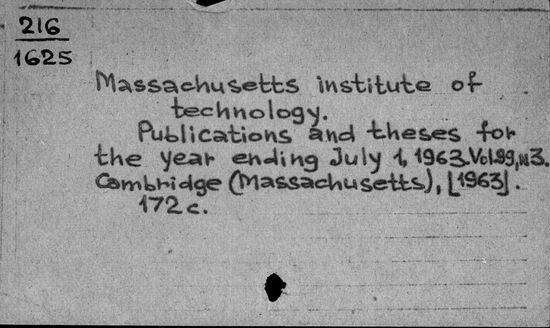 216
1625
Massachusetts institute of
technology.
Publications and theses for
the year ending July 1, 1963. Vol.99, N3.
Cambridge (Massachusetts), [1963].
172 c.